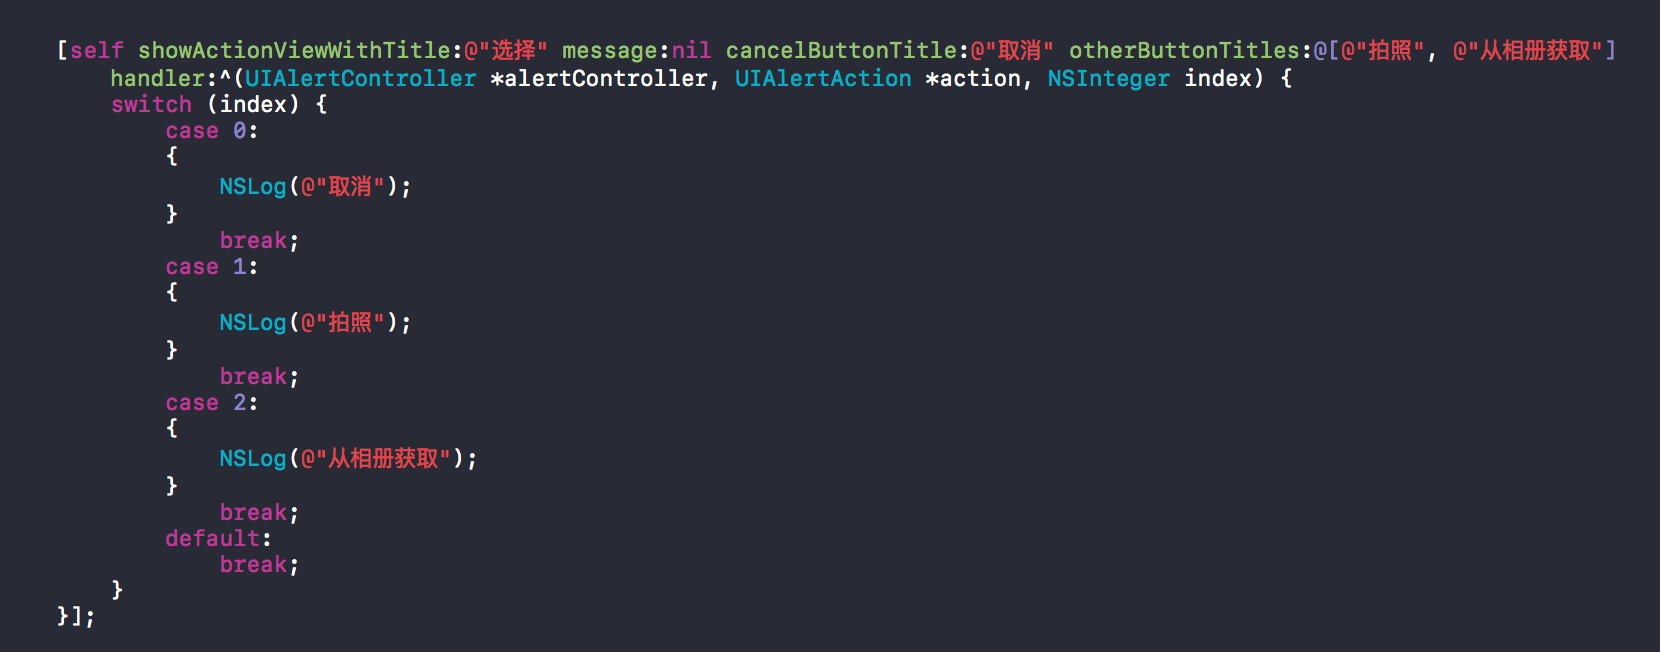 [self showActionViewWithTitle:@"选择" message:nil cancelButtonTitle:@"取消" otherButtonTitles:@[@"拍照", @"从相册获取"]
    handler:^(UIAlertController *alertController, UIAlertAction *action, NSInteger index) {
    switch (index) {
        case 0:
        {
            NSLog(@"取消");
        }
            break;
        case 1:
        {
            NSLog(@"拍照");
        }
            break;
        case 2:
        {
            NSLog(@"从相册获取");
        }
            break;
        default:
            break;
    }
}];